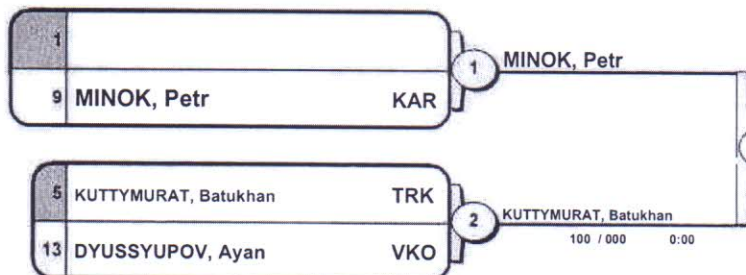 1
9 MINOK, Petr KAR
1 MINOK, Petr
5 KUTTYMURAT, Batukhan TRK
13 DYUSSYUPOV, Ayan VKO
2 KUTTYMURAT, Batukhan
100 / 000 0:00